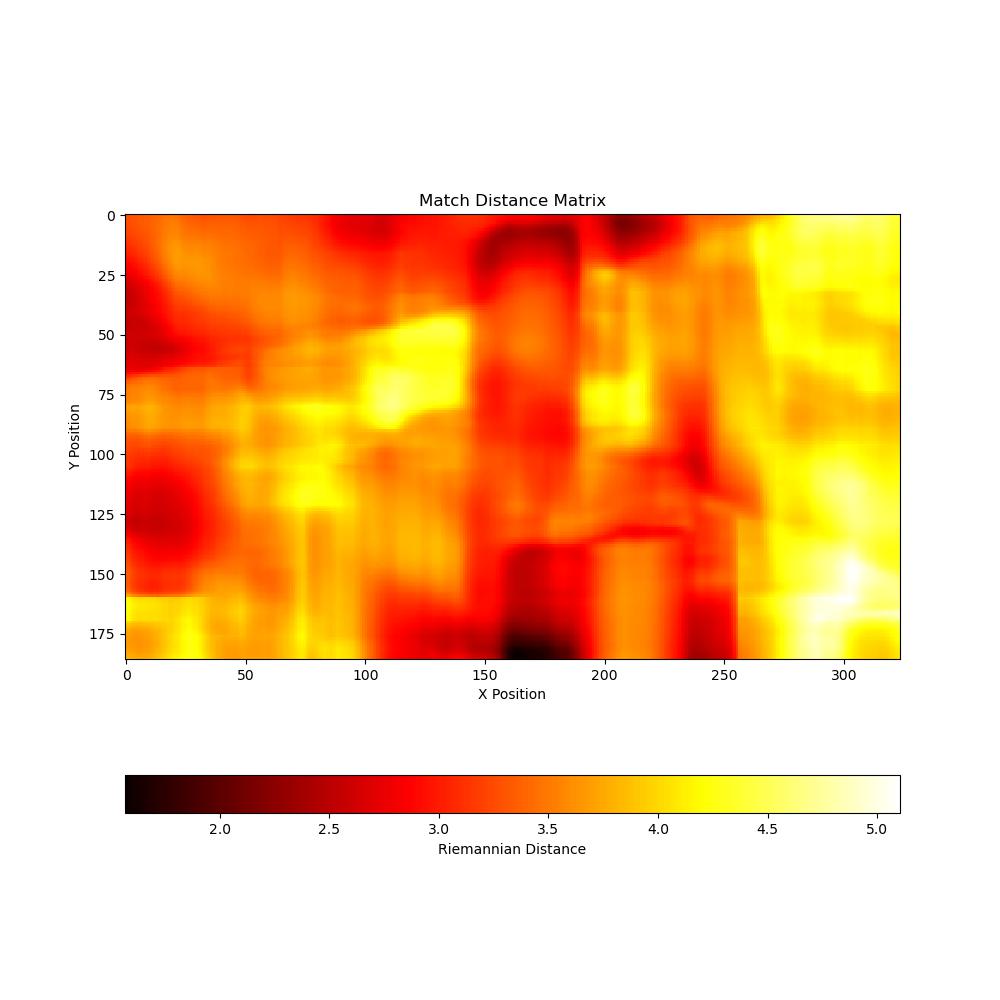 Match Distance Matrix
0
25
50
75
100
125
150
175
Y Position
0 50 100 150 200 250 300
X Position
2.0 2.5 3.0 3.5 4.0 4.5 5.0
Riemannian Distance